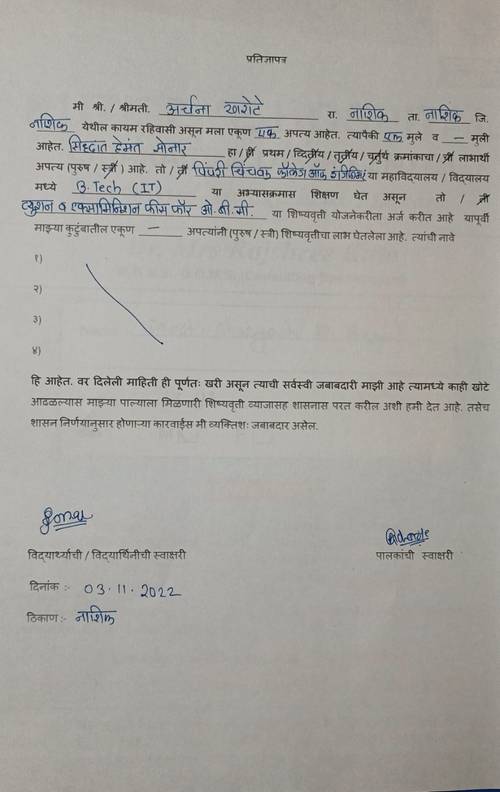 प्रतिज्ञापत्र
मी श्री. / श्रीमती. अर्चना खरोटे रा. नाशिक ता. नाशिक जि.
नाशिक येथील कायम रहिवासी असून मला एकूण एक अपत्य आहेत. त्यापैकी एक मुले व — मुली
आहेत. सिद्धांत हेमंत सोनार हा / ही प्रथम / व्दितीय / तृतीय / चतुर्थ क्रमांकाचा / ची लाभार्थी
अपत्य (पुरुष / स्त्री) आहे. तो / ती पिंपरी चिंचवड कॉलेज ऑफ इंजिनिअरिंग या महाविद्यालय / विद्यालय
मध्ये B.Tech (IT) या अभ्यासक्रमास शिक्षण घेत असून तो / ती
ट्युशन व एक्सामिनेशन फीस फॉर ओ.बी.सी. या शिष्यवृती योजनेकरीता अर्ज करीत आहे यापूर्वी
माझ्या कुटुंबातील एकूण — अपत्यांनी (पुरुष / स्त्री) शिष्यवृत्तीचा लाभ घेतलेला आहे. त्यांची नावे
१)
२)
३)
४)
हि आहेत. वर दिलेली माहिती ही पूर्णतः खरी असून त्याची सर्वस्वी जबाबदारी माझी आहे त्यामध्ये काही खोटे
आढळल्यास माझ्या पाल्याला मिळणारी शिष्यवृती व्याजासह शासनास परत करील अशी हमी देत आहे. तसेच
शासन निर्णयानुसार होणाऱ्या कारवाईस मी व्यक्तिशः जबाबदार असेल.
विद्यार्थ्याची / विद्यार्थिनीची स्वाक्षरी पालकांची स्वाक्षरी
दिनांक :- 03.11.2022
ठिकाण:- नाशिक